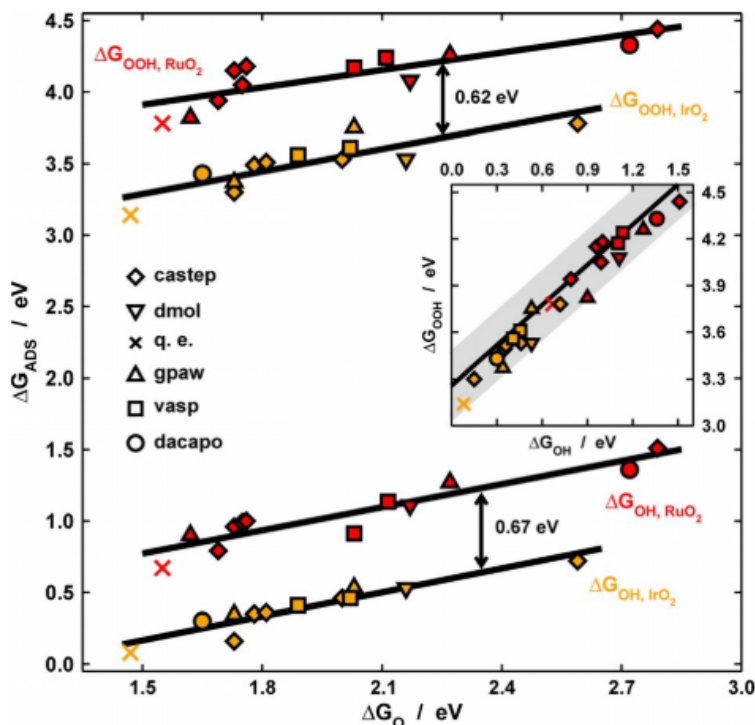 4.5
4.0
3.5
3.0
2.5
2.0
1.5
1.0
0.5
0.0
ΔG_ADS / eV
1.5 1.8 2.1 2.4 2.7 3.0
ΔG_O / eV
ΔG_OOH, RuO₂
0.62 eV
ΔG_OOH, IrO₂
castep
dmol
q. e.
gpaw
vasp
dacapo
0.0 0.3 0.6 0.9 1.2 1.5
4.5
4.2
3.9
3.6
3.3
3.0
ΔG_OOH / eV
ΔG_OH / eV
ΔG_OH, RuO₂
0.67 eV
ΔG_OH, IrO₂